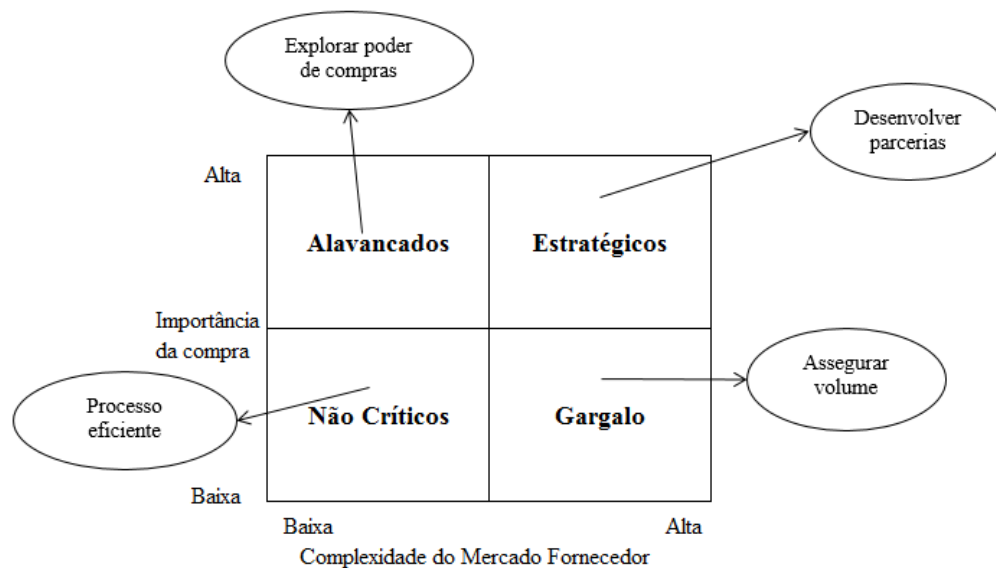 Explorar poder
de compras
Desenvolver
parcerias
Alta
Alavancados
Estratégicos
Importância
da compra
Assegurar
volume
Processo
eficiente
Não Críticos
Gargalo
Baixa
Baixa
Alta
Complexidade do Mercado Fornecedor